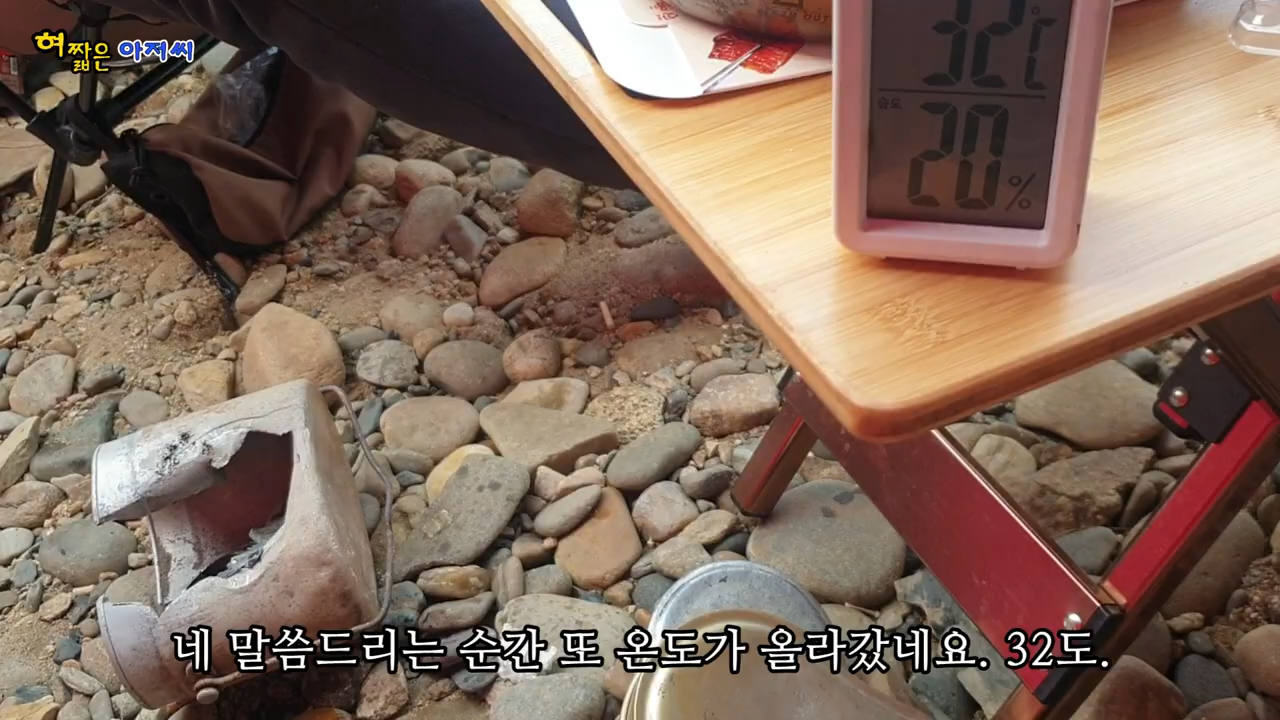 혀짧은 아저씨
32℃
습도
20%
네 말씀드리는 순간 또 온도가 올라갔네요. 32도.